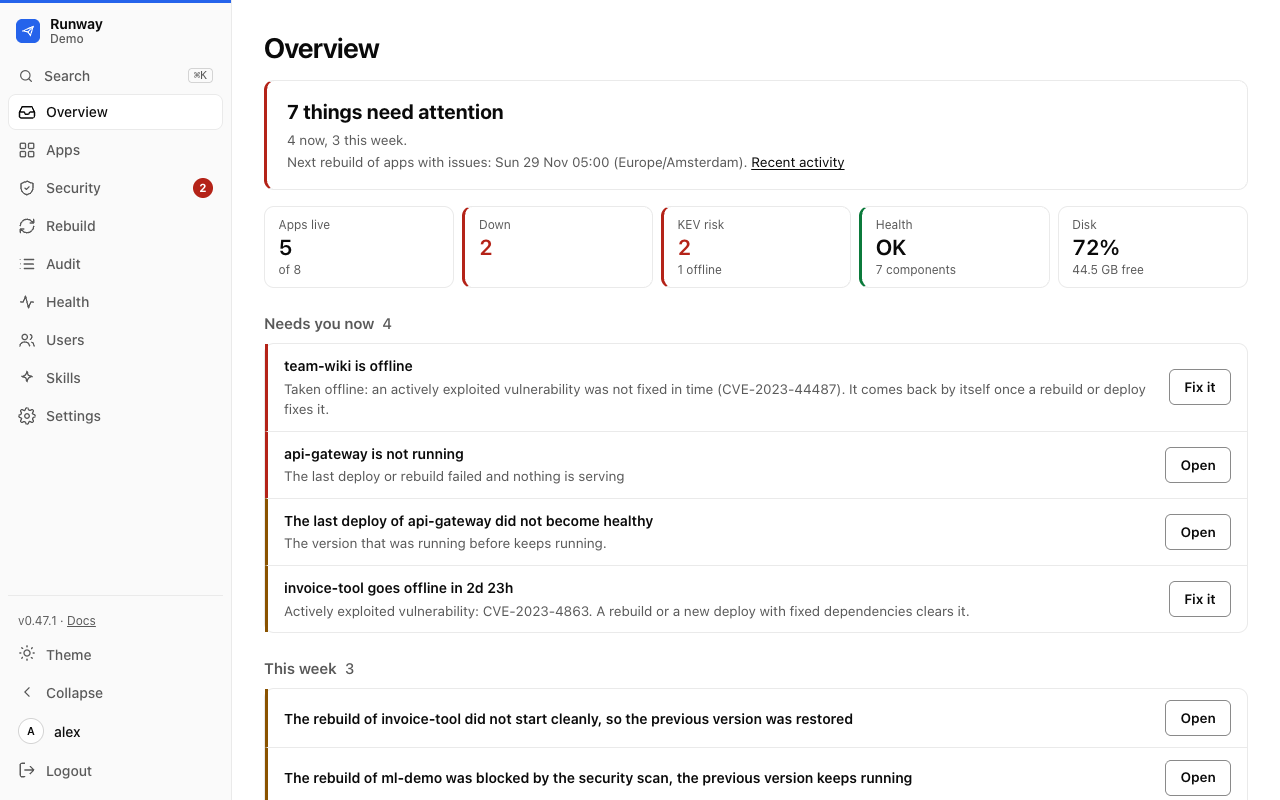 Runway
Demo
Search
⌘K
Overview
Apps
Security
2
Rebuild
Audit
Health
Users
Skills
Settings
v0.47.1 · Docs
Theme
Collapse
A
alex
Logout
Overview
7 things need attention
4 now, 3 this week.
Next rebuild of apps with issues: Sun 29 Nov 05:00 (Europe/Amsterdam). Recent activity
Apps live
5
of 8
Down
2
KEV risk
2
1 offline
Health
OK
7 components
Disk
72%
44.5 GB free
Needs you now 4
team-wiki is offline
Taken offline: an actively exploited vulnerability was not fixed in time (CVE-2023-44487). It comes back by itself once a rebuild or deploy
fixes it.
Fix it
api-gateway is not running
The last deploy or rebuild failed and nothing is serving
Open
The last deploy of api-gateway did not become healthy
The version that was running before keeps running.
Open
invoice-tool goes offline in 2d 23h
Actively exploited vulnerability: CVE-2023-4863. A rebuild or a new deploy with fixed dependencies clears it.
Fix it
This week 3
The rebuild of invoice-tool did not start cleanly, so the previous version was restored
Open
The rebuild of ml-demo was blocked by the security scan, the previous version keeps running
Open